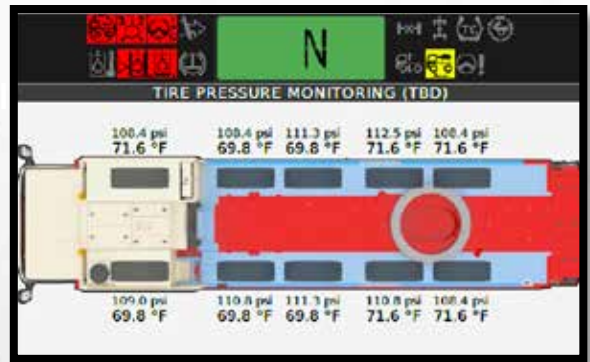 N
TC
TIRE PRESSURE MONITORING (TBD)
108.4 psi 108.4 psi 111.3 psi 112.5 psi 108.4 psi
71.6 °F 69.8 °F 69.8 °F 71.6 °F 71.6 °F
109.0 psi 110.8 psi 111.3 psi 110.8 psi 108.4 psi
69.8 °F 69.8 °F 69.8 °F 71.6 °F 71.6 °F